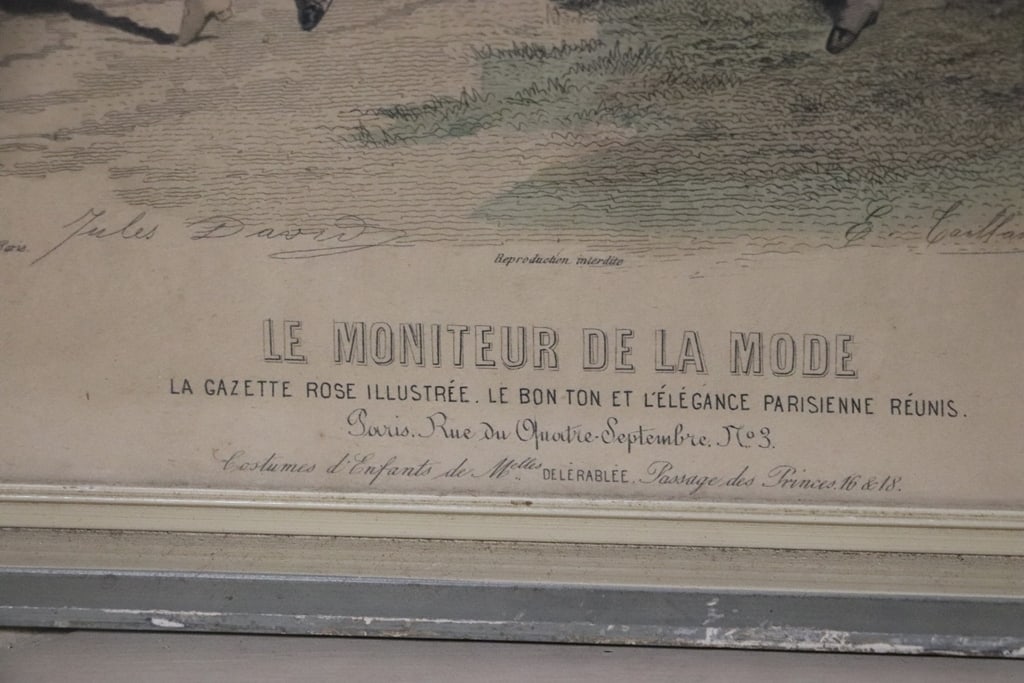 Jules David
Reproduction interdite
LE MONITEUR DE LA MODE
LA GAZETTE ROSE ILLUSTRÉE. LE BON TON ET L'ÉLÉGANCE PARISIENNE RÉUNIS.
Paris. Rue du Quatre-Septembre. No 3.
Costumes d'Enfants de Melles DELÉRABLÉE. Passage des Princes. 16 & 18.